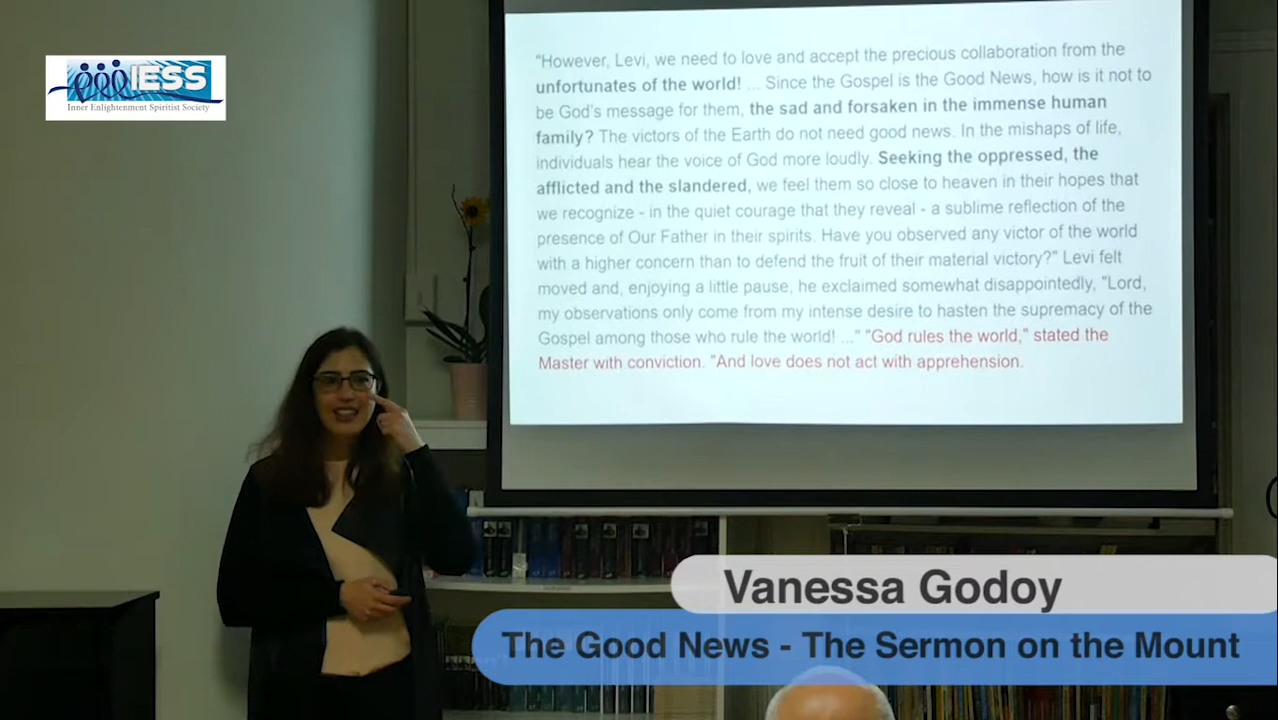 IESS
Inner Enlightenment Spiritist Society
"However, Levi, we need to love and accept the precious collaboration from the
unfortunates of the world! ... Since the Gospel is the Good News, how is it not to
be God's message for them, the sad and forsaken in the immense human
family? The victors of the Earth do not need good news. In the mishaps of life,
individuals hear the voice of God more loudly. Seeking the oppressed, the
afflicted and the slandered, we feel them so close to heaven in their hopes that
we recognize - in the quiet courage that they reveal - a sublime reflection of the
presence of Our Father in their spirits. Have you observed any victor of the world
with a higher concern than to defend the fruit of their material victory?" Levi felt
moved and, enjoying a little pause, he exclaimed somewhat disappointedly, "Lord,
my observations only come from my intense desire to hasten the supremacy of the
Gospel among those who rule the world! ..." "God rules the world," stated the
Master with conviction. "And love does not act with apprehension.
Vanessa Godoy
The Good News - The Sermon on the Mount